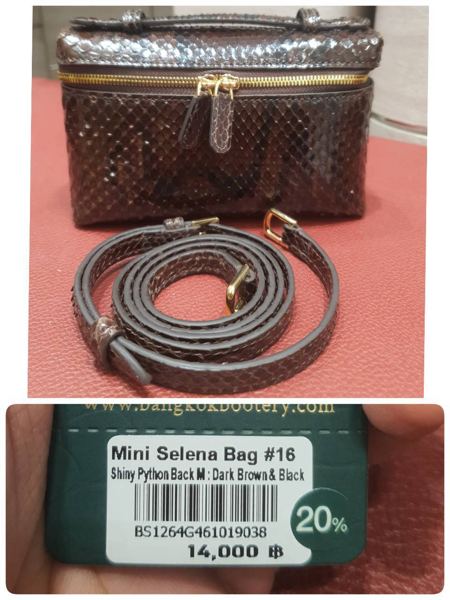 www.bangkokbootery.com
Mini Selena Bag #16
Shiny Python Back M : Dark Brown & Black
BS1264G461019038
20%
14,000 ฿